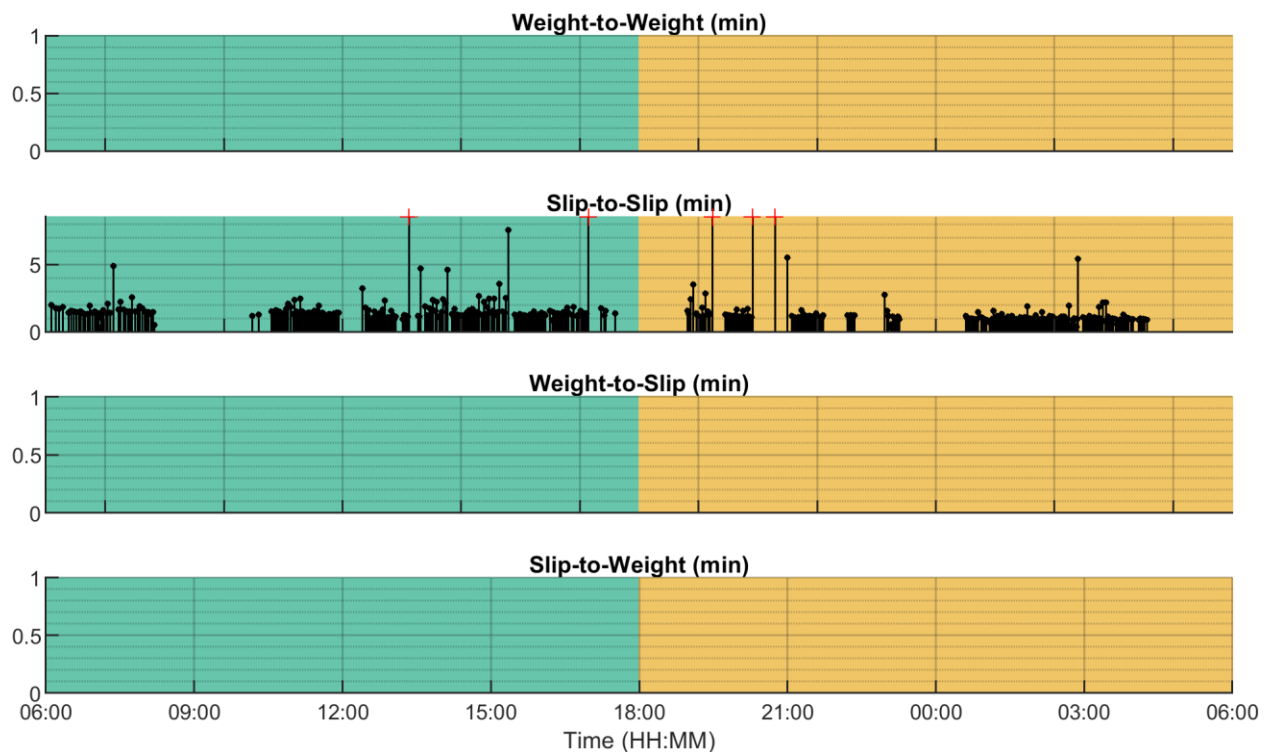 Weight-to-Weight (min)
1
0.5
0
Slip-to-Slip (min)
5
0
Weight-to-Slip (min)
1
0.5
0
Slip-to-Weight (min)
1
0.5
0
06:00 09:00 12:00 15:00 18:00 21:00 00:00 03:00 06:00
Time (HH:MM)